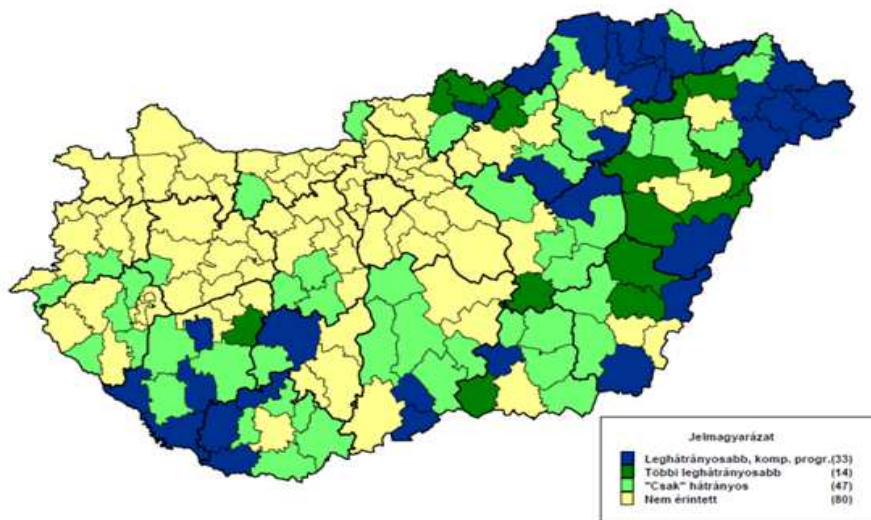 Jelmagyarázat
Leghátrányosabb, komp. progr.(33)
Többi leghátrányosabb (14)
"Csak" hátrányos (47)
Nem érintett (80)